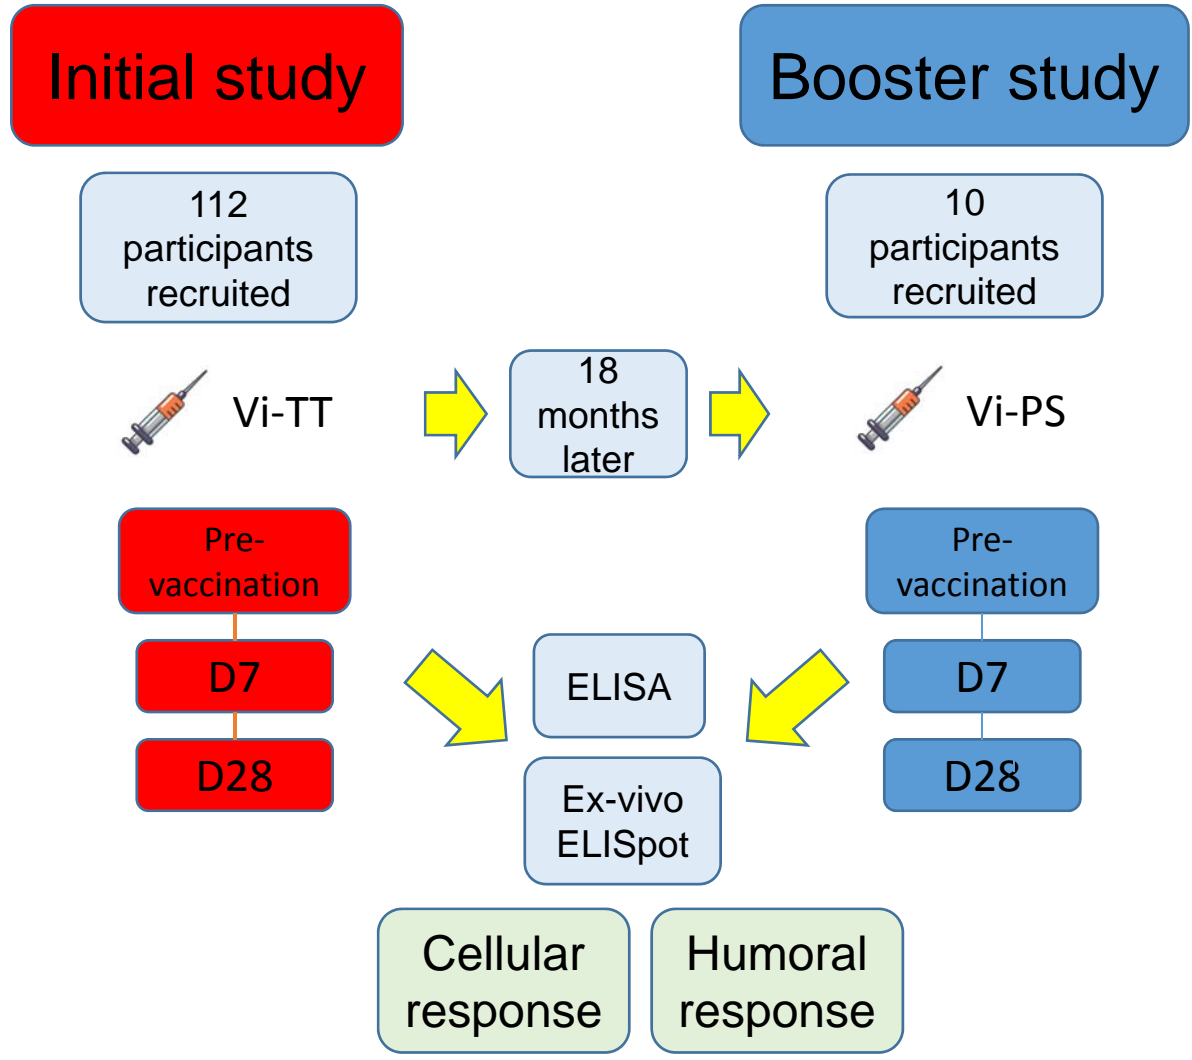 Initial study
Booster study
112
participants
recruited
10
participants
recruited
Vi-TT
18
months
later
Vi-PS
Pre-
vaccination
D7
D28
Pre-
vaccination
D7
D28
ELISA
Ex-vivo
ELISpot
Cellular
response
Humoral
response